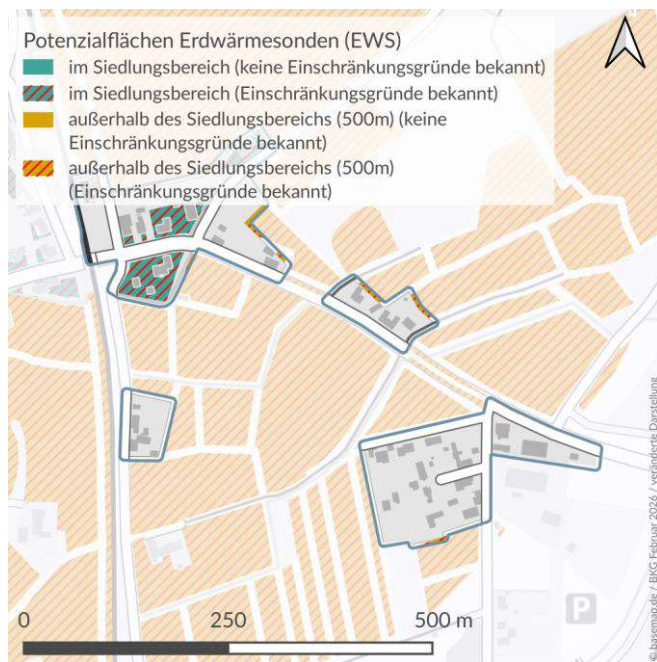 Potenzialflächen Erdwärmesonden (EWS)
im Siedlungsbereich (keine Einschränkungsgründe bekannt)
im Siedlungsbereich (Einschränkungsgründe bekannt)
außerhalb des Siedlungsbereichs (500m) (keine
Einschränkungsgründe bekannt)
außerhalb des Siedlungsbereichs (500m)
(Einschränkungsgründe bekannt)
P
0 250 500 m
© basemap.de / BKG Februar 2026 / veränderte Darstellung